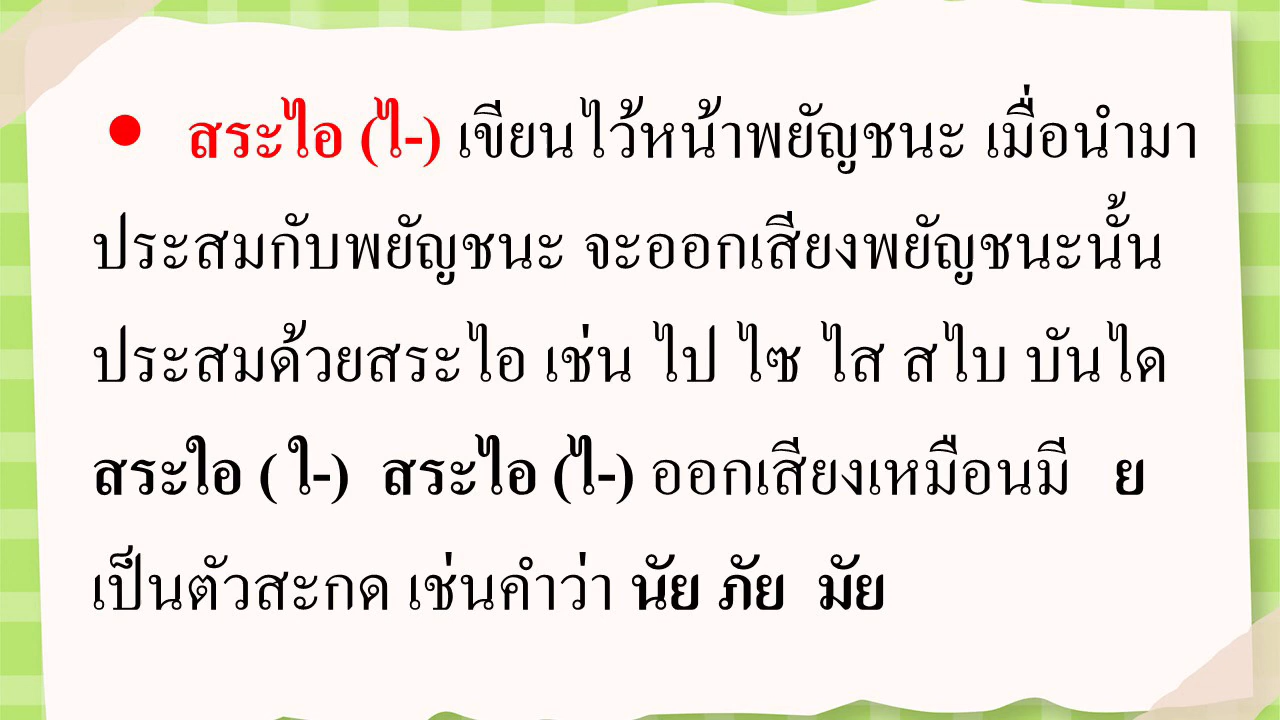 • สระไอ (ไ-) เขียนไว้หน้าพยัญชนะ เมื่อนำมา
ประสมกับพยัญชนะ จะออกเสียงพยัญชนะนั้น
ประสมด้วยสระไอ เช่น ไป ไซ ไส สไบ บันได
สระใอ ( ใ-) สระไอ (ไ-) ออกเสียงเหมือนมี ย
เป็นตัวสะกด เช่นคำว่า นัย ภัย มัย